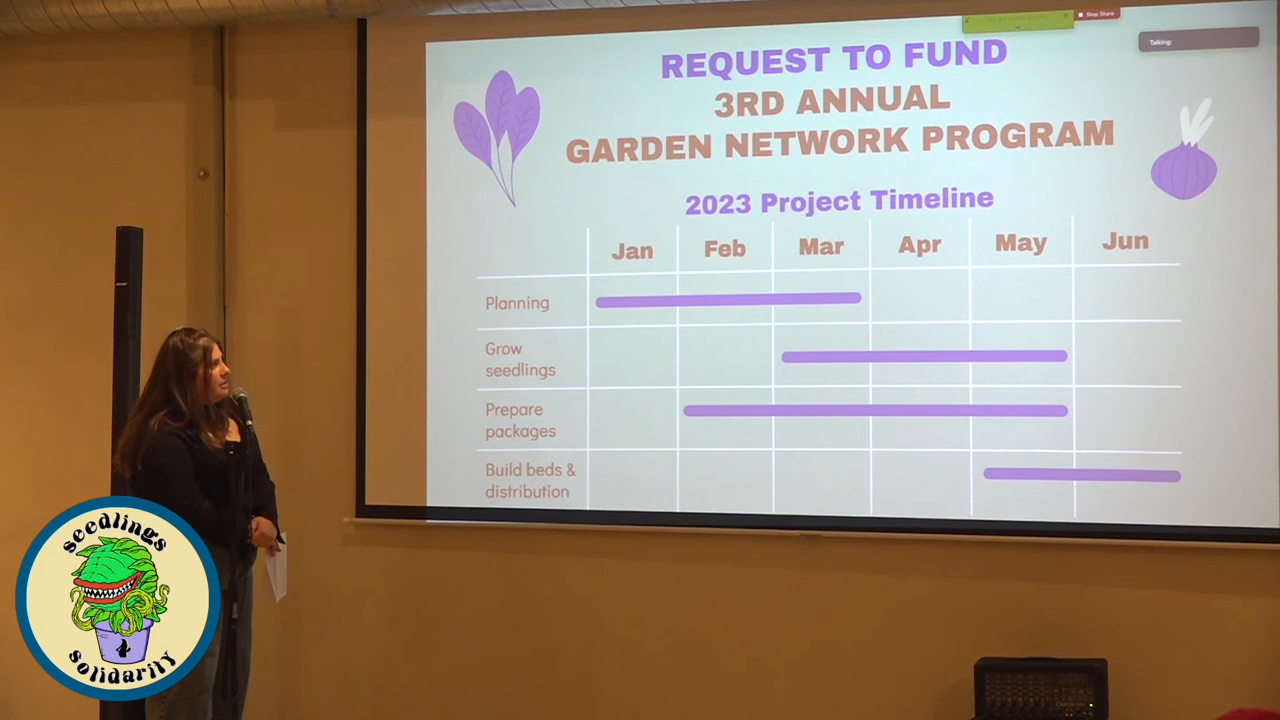 Stop Share
Talking:
REQUEST TO FUND
3RD ANNUAL
GARDEN NETWORK PROGRAM
2023 Project Timeline
Jan Feb Mar Apr May Jun
Planning
Grow
seedlings
Prepare
packages
Build beds &
distribution
seedlings
solidarity